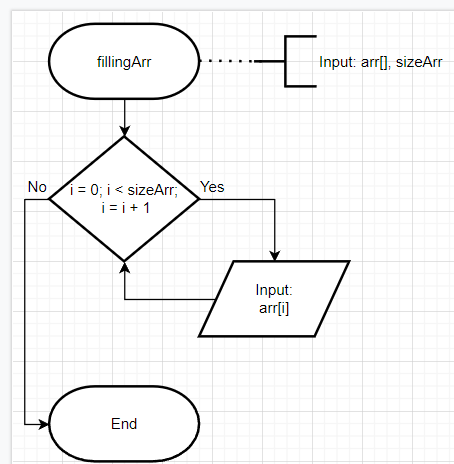 fillingArr
Input: arr[], sizeArr
No
i = 0; i < sizeArr;
i = i + 1
Yes
Input:
arr[i]
End